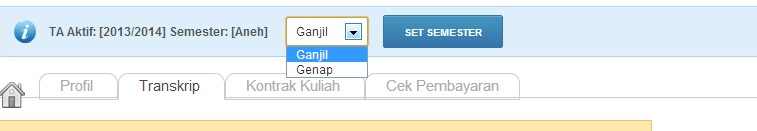 TA Aktif: [2013/2014] Semester: [Aneh] Ganjil SET SEMESTER
Ganjil
Genap
Profil Transkrip Kontrak Kuliah Cek Pembayaran